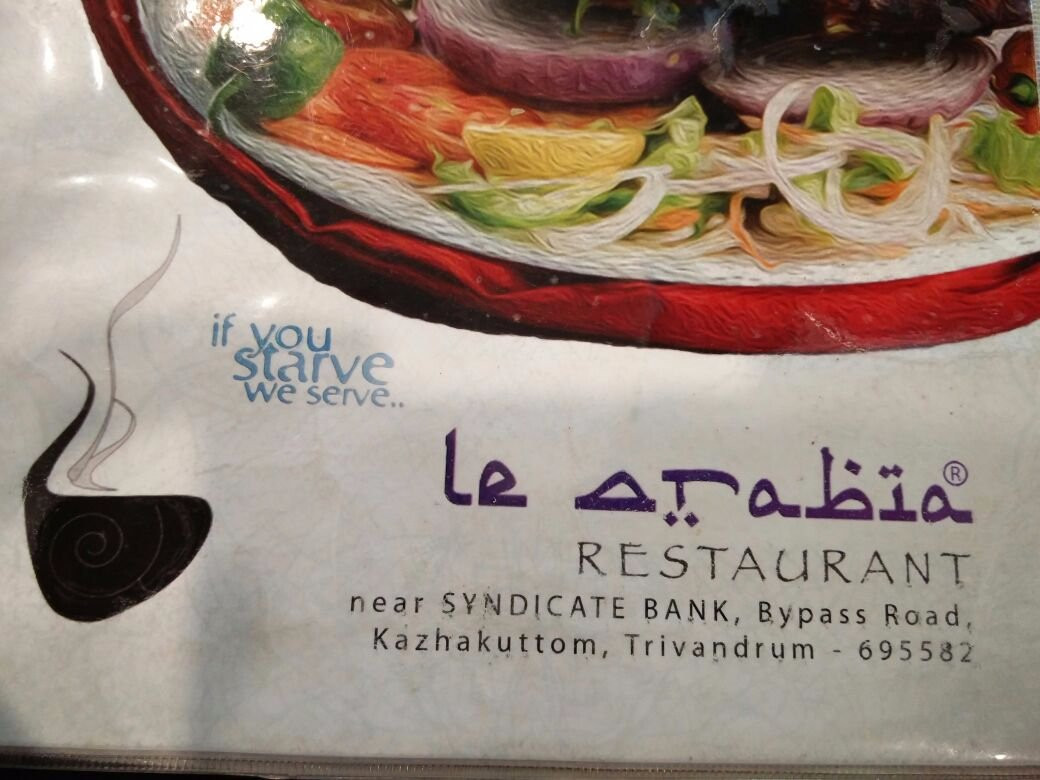 if you
starve
we serve..
le arabia®
RESTAURANT
near SYNDICATE BANK, Bypass Road,
Kazhakuttom, Trivandrum - 695582